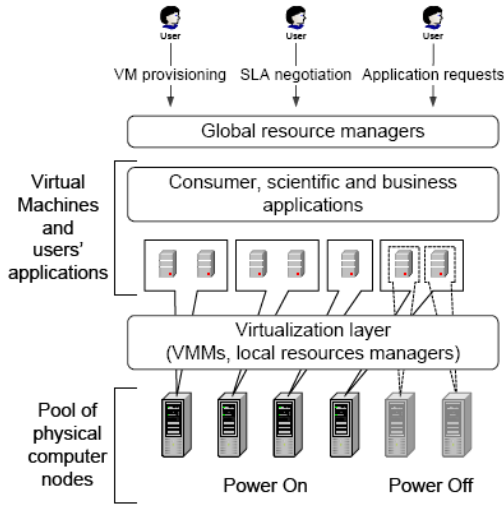 User
User
User
VM provisioning
SLA negotiation
Application requests
Global resource managers
Virtual
Machines
and
users'
applications
Consumer, scientific and business
applications
Virtualization layer
(VMMs, local resources managers)
Pool of
physical
computer
nodes
Power On
Power Off